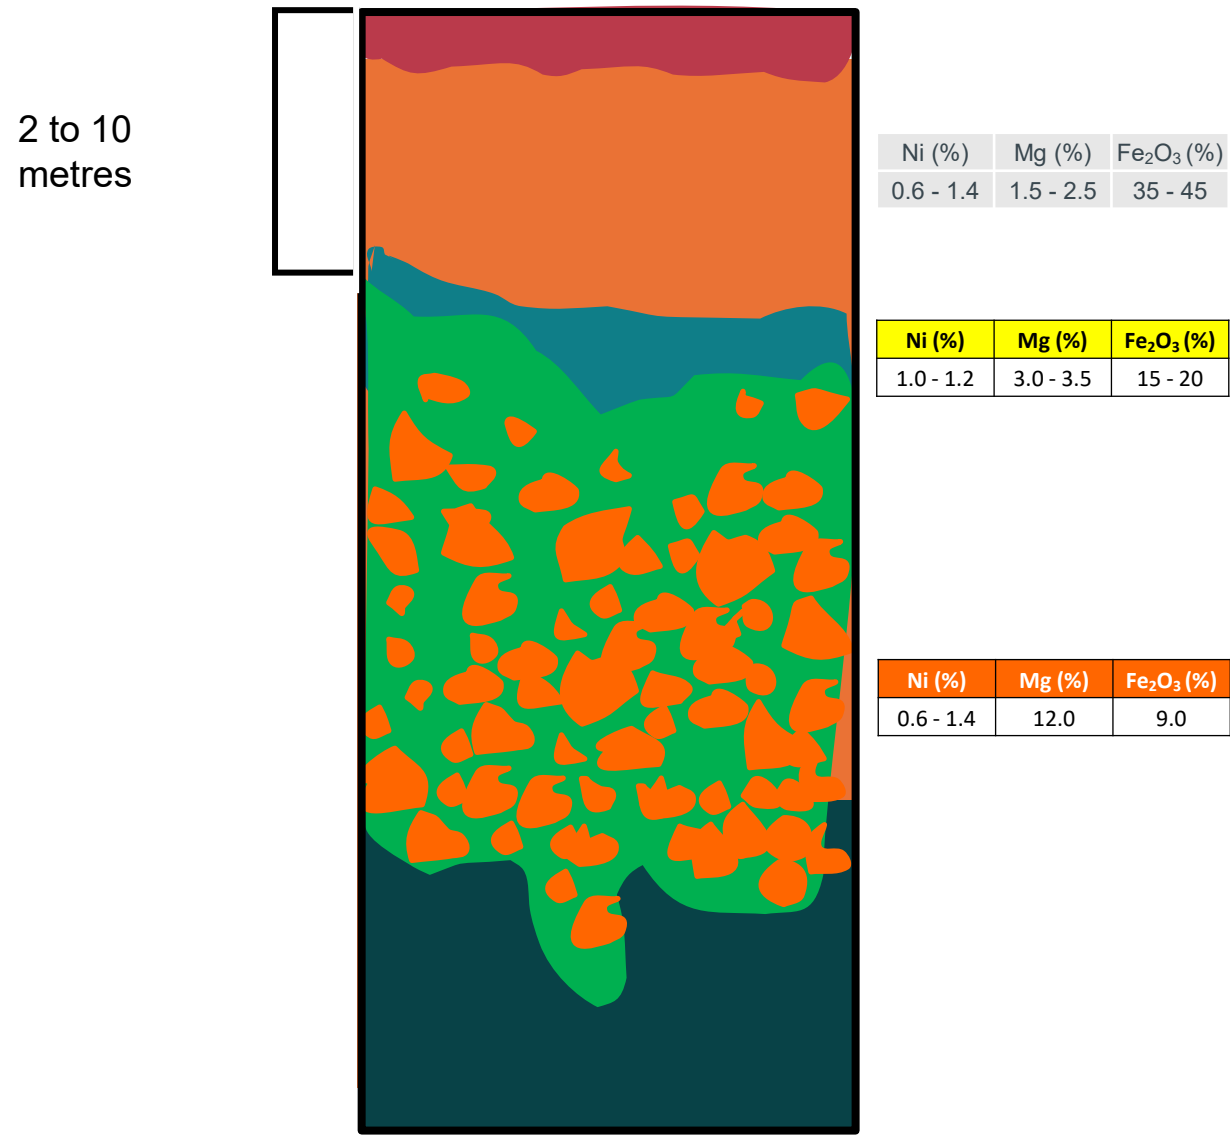 2 to 10
metres
Ni (%) Mg (%) Fe₂O₃ (%)
0.6 - 1.4 1.5 - 2.5 35 - 45
Ni (%) Mg (%) Fe₂O₃ (%)
1.0 - 1.2 3.0 - 3.5 15 - 20
Ni (%) Mg (%) Fe₂O₃ (%)
0.6 - 1.4 12.0 9.0